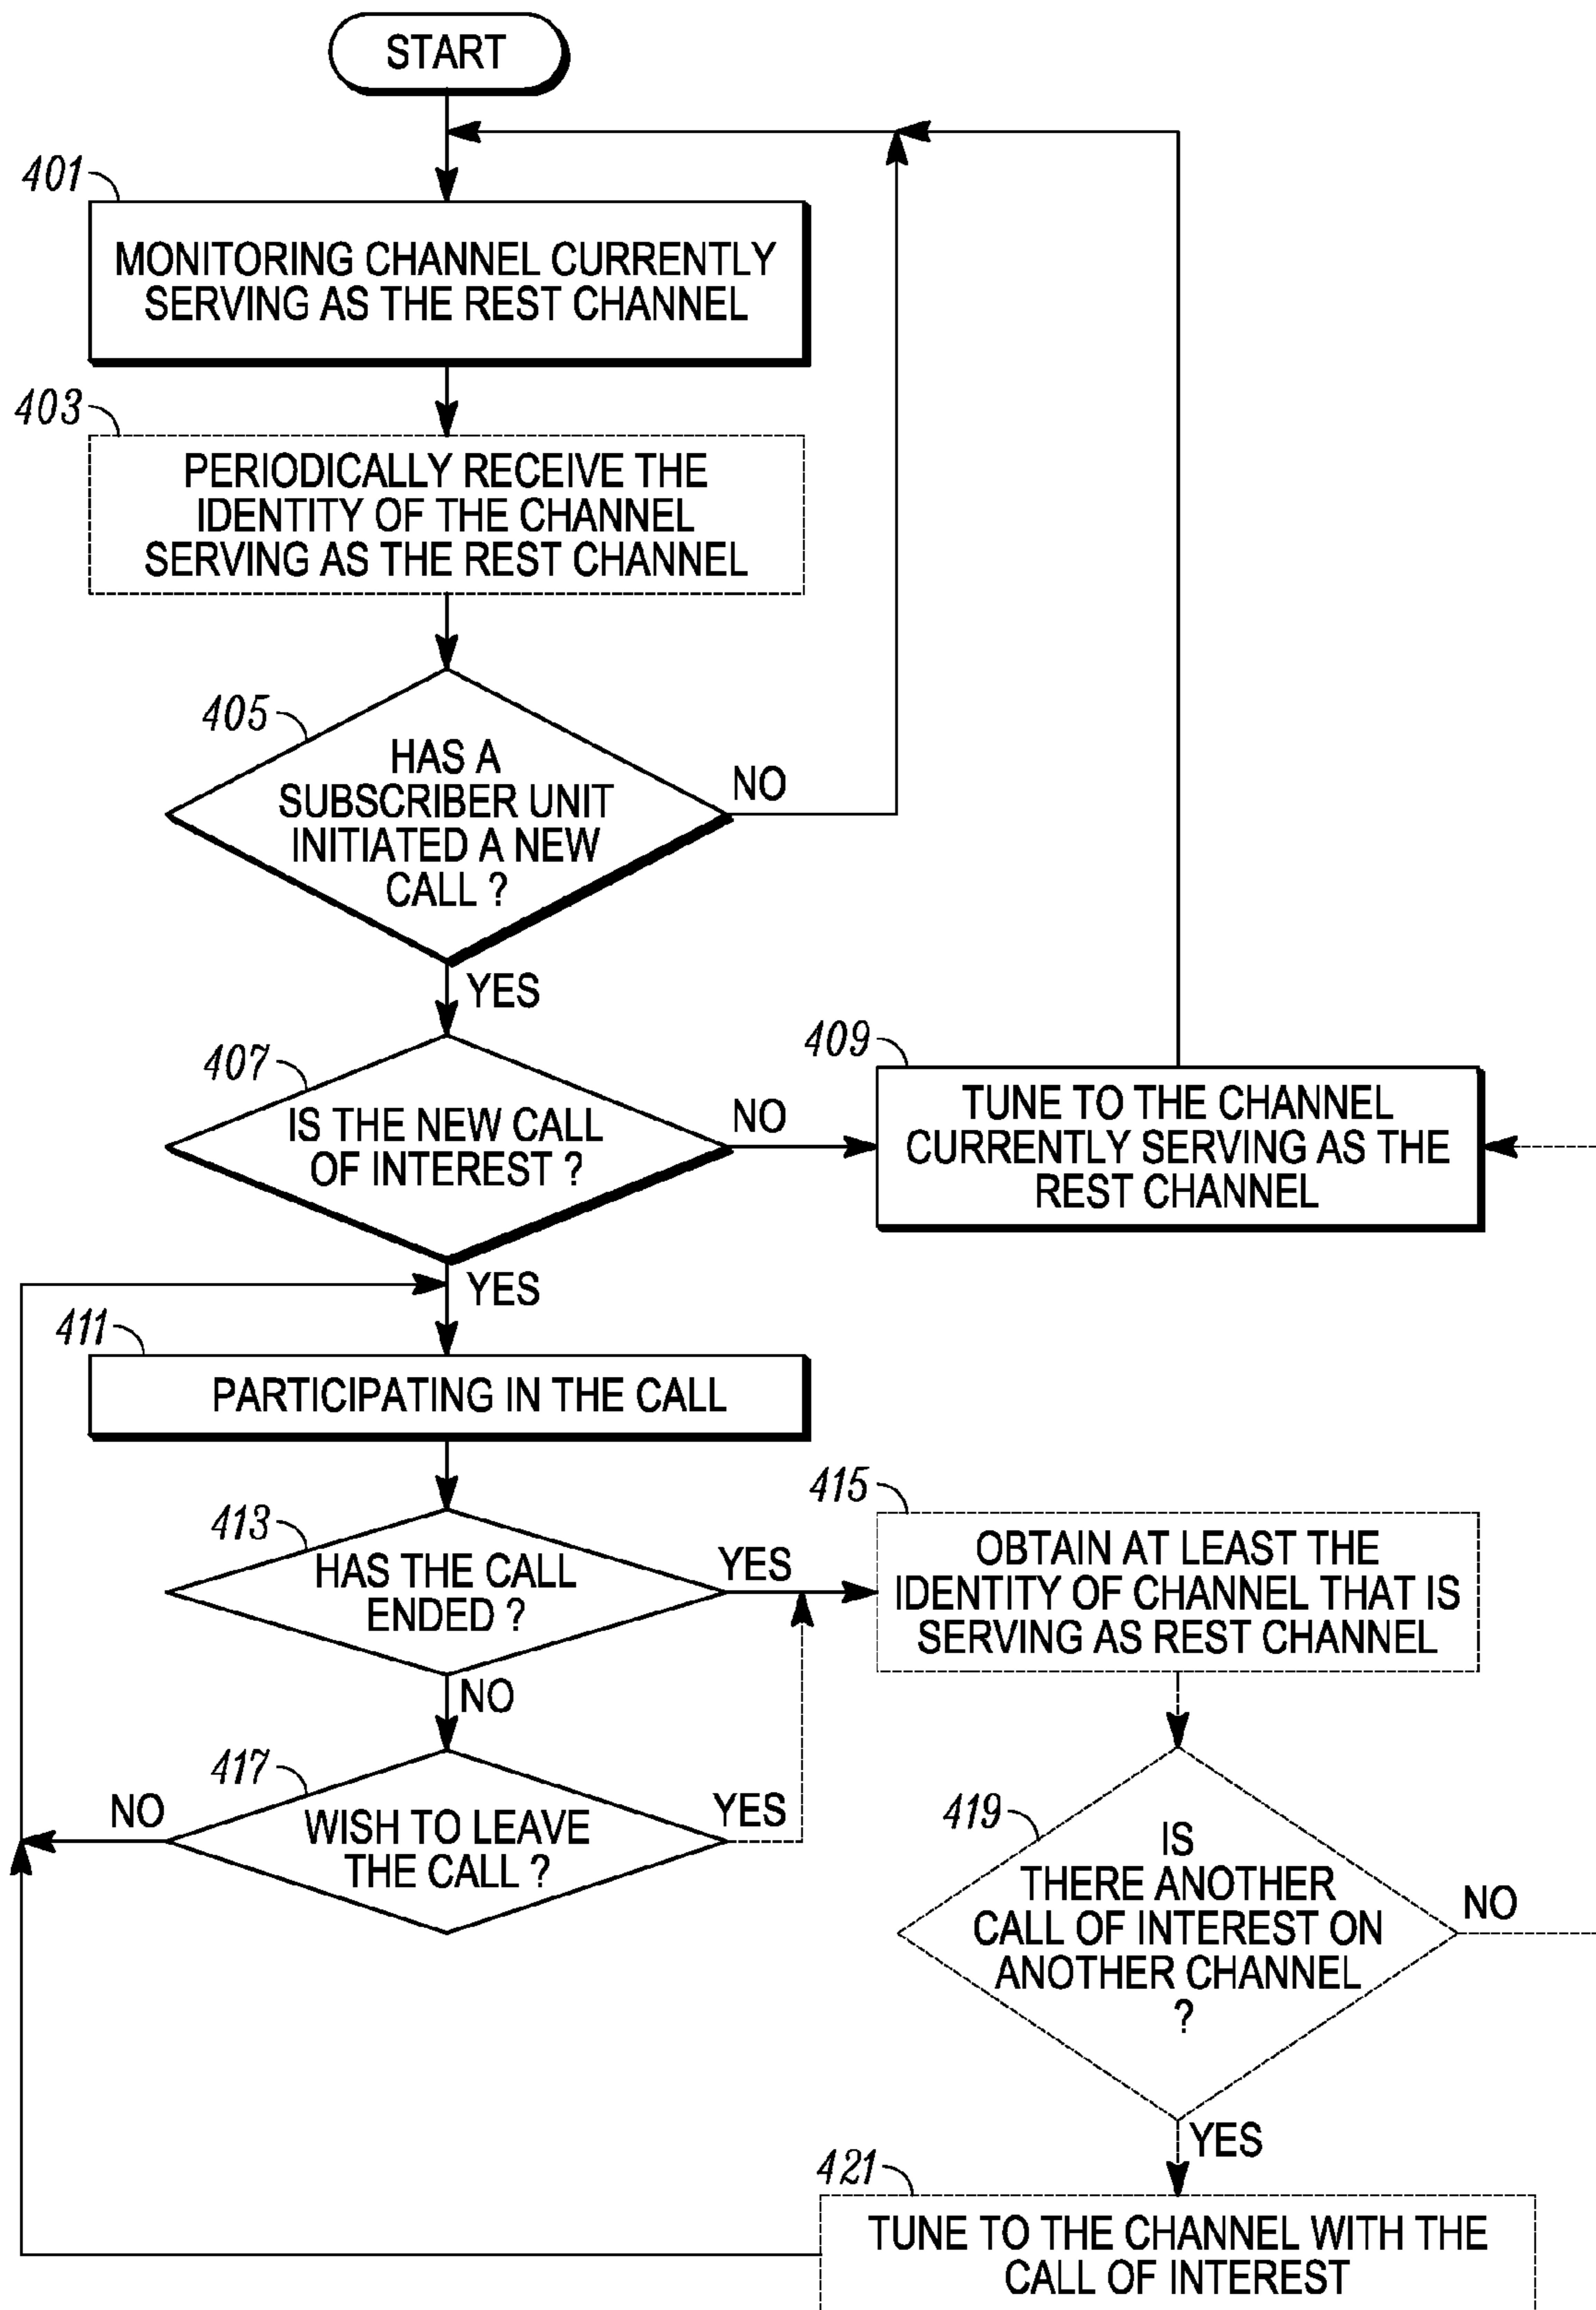 START
401
MONITORING CHANNEL CURRENTLY
SERVING AS THE REST CHANNEL
403
PERIODICALLY RECEIVE THE
IDENTITY OF THE CHANNEL
SERVING AS THE REST CHANNEL
405
HAS A
SUBSCRIBER UNIT
INITIATED A NEW
CALL ?
NO
YES
407
IS THE NEW CALL
OF INTEREST ?
NO
409
TUNE TO THE CHANNEL
CURRENTLY SERVING AS THE
REST CHANNEL
YES
411
PARTICIPATING IN THE CALL
413
HAS THE CALL
ENDED ?
YES
415
OBTAIN AT LEAST THE
IDENTITY OF CHANNEL THAT IS
SERVING AS REST CHANNEL
NO
417
WISH TO LEAVE
THE CALL ?
NO
YES
419
IS
THERE ANOTHER
CALL OF INTEREST ON
ANOTHER CHANNEL
?
NO
YES
421
TUNE TO THE CHANNEL WITH THE
CALL OF INTEREST